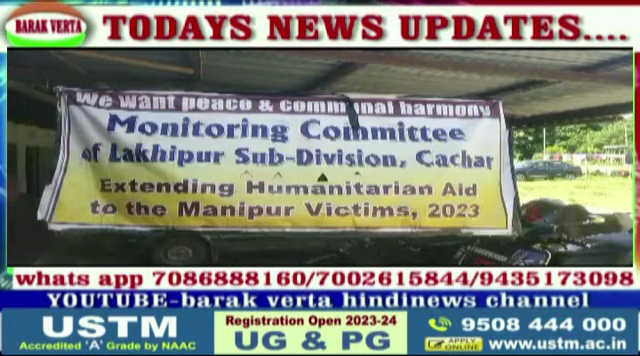 BARAK VERTA
TODAYS NEWS UPDATES....
We want peace & communal harmony
Monitoring Committee
of Lakhipur Sub-Division, Cachar
Extending Humanitarian Aid
to the Manipur Victims, 2023
whats app 7086888160/7002615844/9435173098
YOUTUBE-barak verta hindinews channel
USTM
Accredited 'A' Grade by NAAC
Registration Open 2023-24
UG & PG
9508 444 000
APPLY ONLINE
www.ustm.ac.in